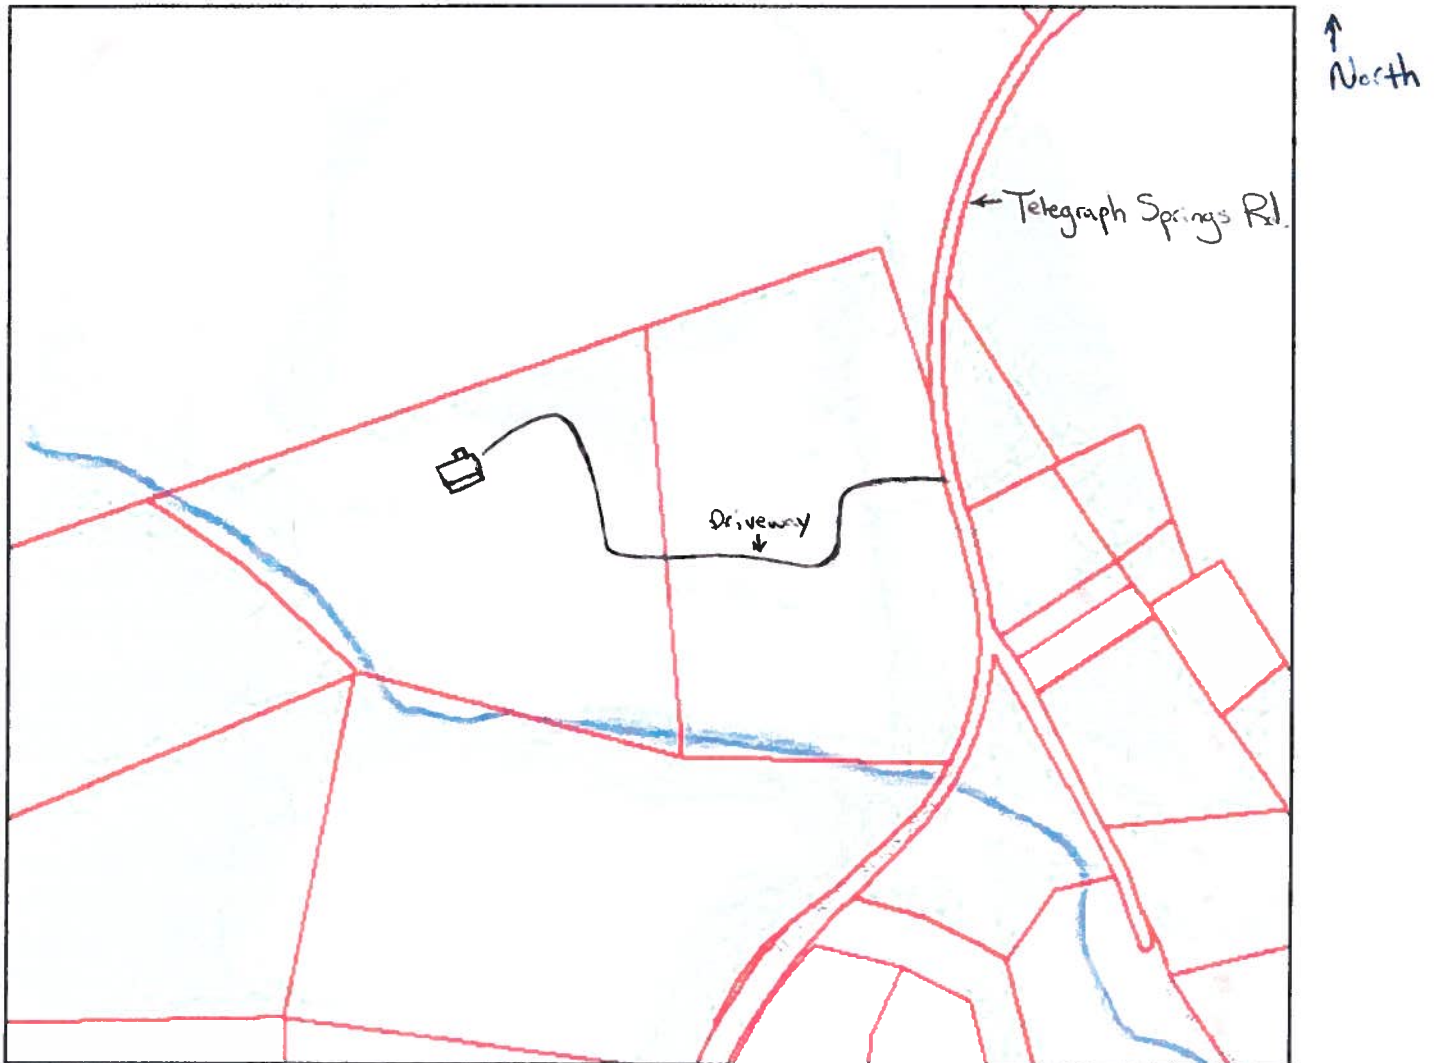 ↑
North
← Telegraph Springs Rd.
Driveway
↓